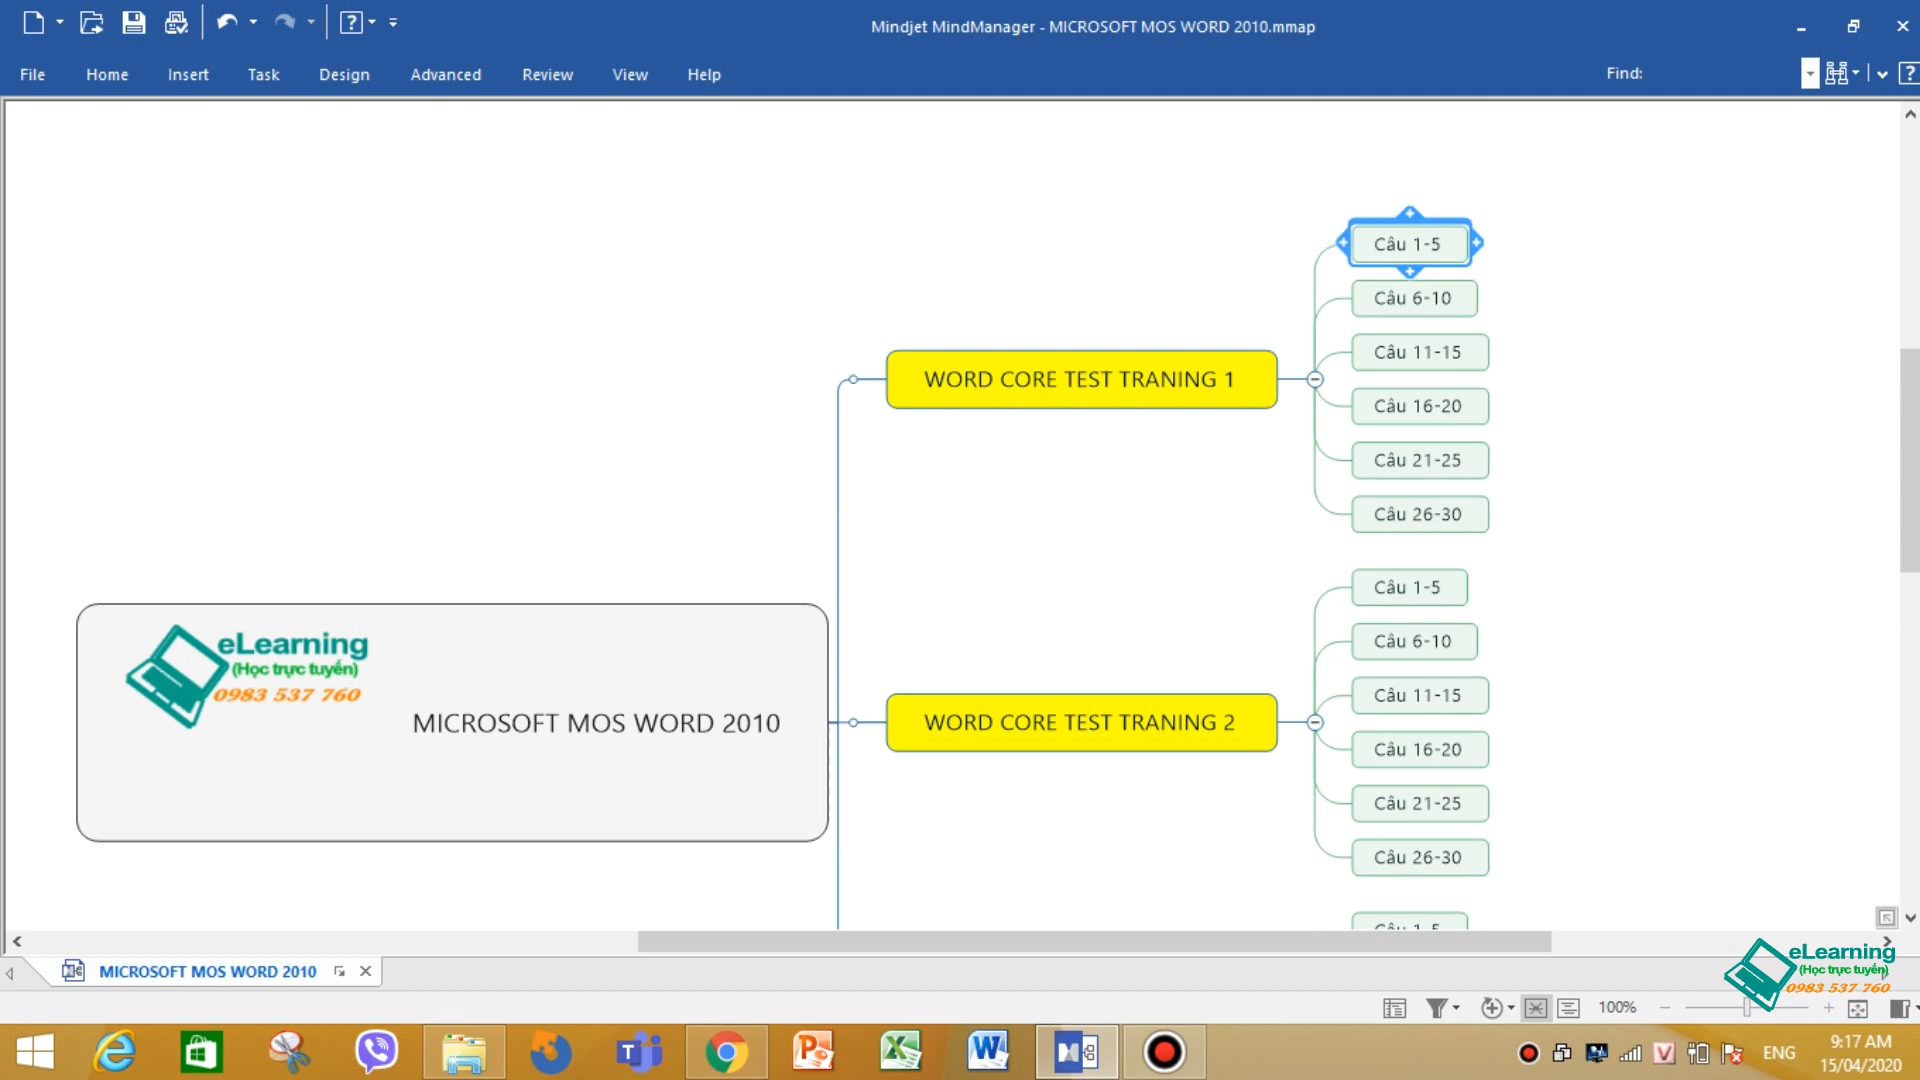 Mindjet MindManager - MICROSOFT MOS WORD 2010.mmap
File Home Insert Task Design Advanced Review View Help Find:
Câu 1-5
Câu 6-10
Câu 11-15
Câu 16-20
Câu 21-25
Câu 26-30
WORD CORE TEST TRANING 1
Câu 1-5
Câu 6-10
Câu 11-15
Câu 16-20
Câu 21-25
Câu 26-30
WORD CORE TEST TRANING 2
eLearning
(Học trực tuyến)
0983 537 760
MICROSOFT MOS WORD 2010
Câu 1-5
MICROSOFT MOS WORD 2010
eLearning
(Học trực tuyến)
0983 537 760
100%
ENG
9:17 AM
15/04/2020